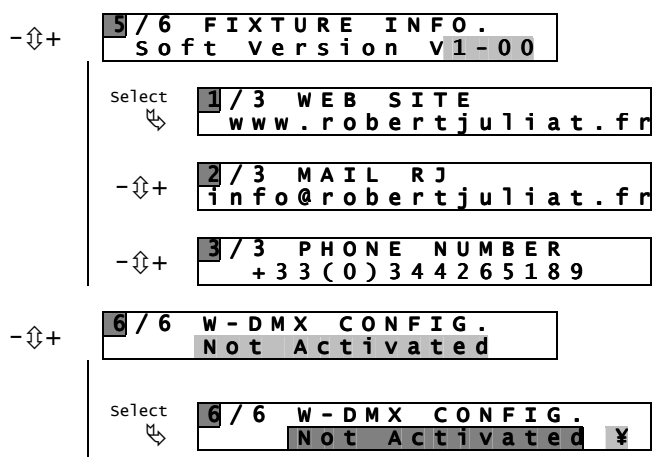 5/6 FIXTURE INFO.
-⇳+ Soft Version V1-00
Select 1/3 WEB SITE
www.robertjuliat.fr
-⇳+ 2/3 MAIL RJ
info@robertjuliat.fr
-⇳+ 3/3 PHONE NUMBER
+33(0)344265189
-⇳+ 6/6 W-DMX CONFIG.
Not Activated
Select 6/6 W-DMX CONFIG.
Not Activated ¥